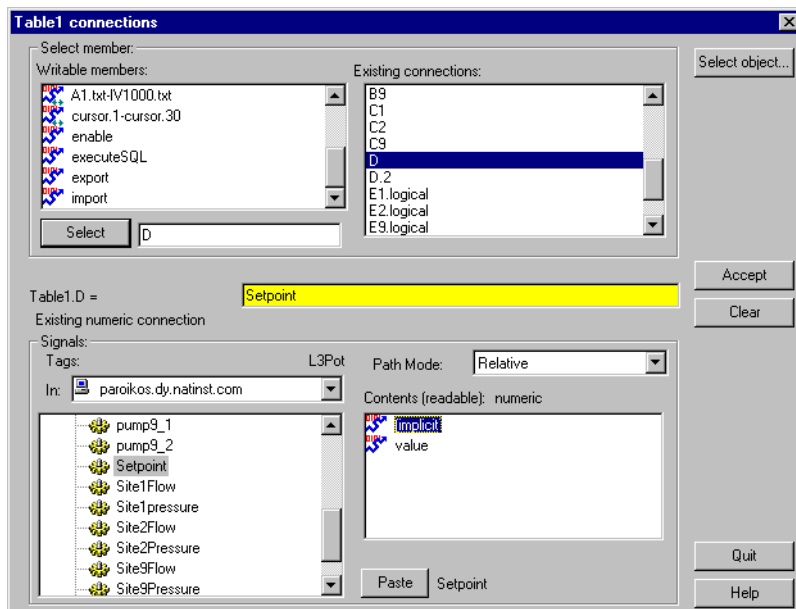 Table1 connections
Select member:
Writable members:
A1.txt-IV1000.txt
cursor.1-cursor.30
enable
executeSQL
export
import
Select
D
Existing connections:
B9
C1
C2
C9
D
D.2
E1.logical
E2.logical
E9.logical
Select object...
Accept
Clear
Table1.D =
Setpoint
Existing numeric connection
Signals:
Tags:
L3Pot
In:
paroikos.dy.natinst.com
pump9_1
pump9_2
Setpoint
Site1Flow
Site1pressure
Site2Flow
Site2Pressure
Site9Flow
Site9Pressure
Path Mode:
Relative
Contents (readable): numeric
implicit
value
Paste
Setpoint
Quit
Help